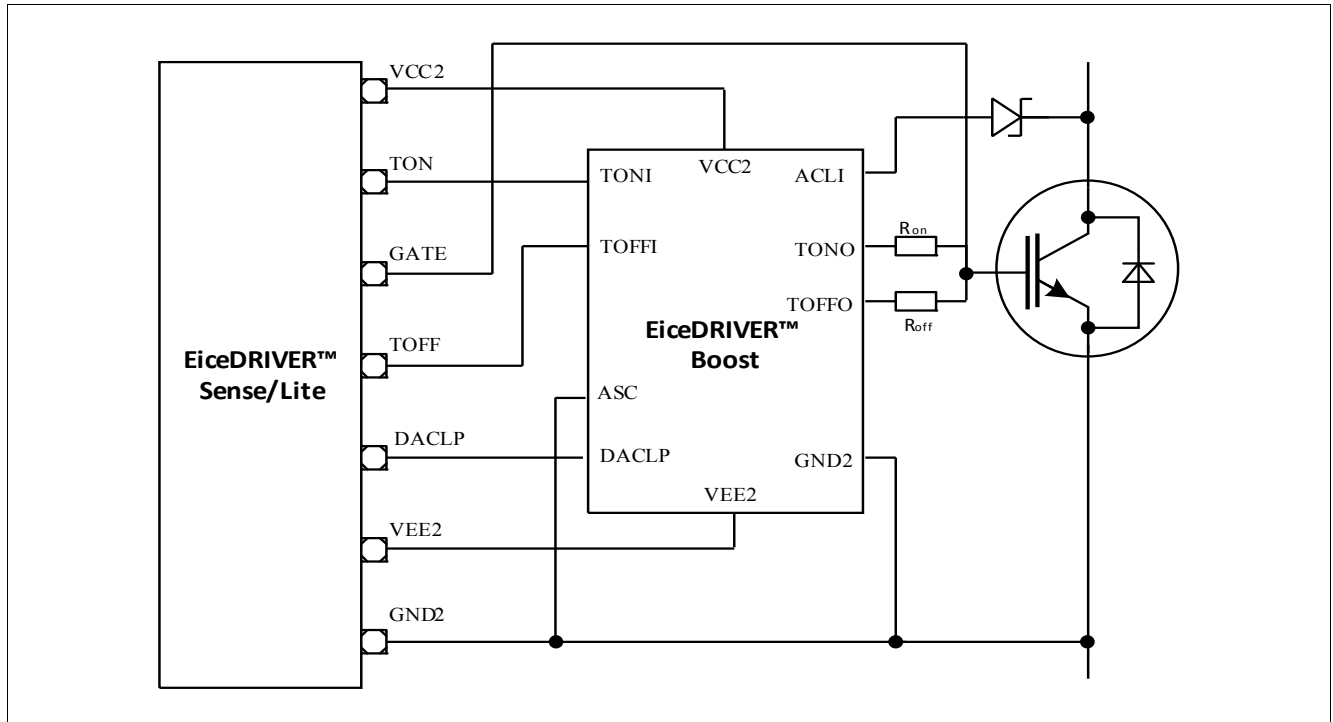 VCC2
TON
GATE
TOFF
DACLP
VEE2
GND2
EiceDRIVER™
Sense/Lite
VCC2
TONI
TOFFI
ASC
DACLP
VEE2
ACLI
TONO
TOFFO
GND2
EiceDRIVER™
Boost
Ron
Roff